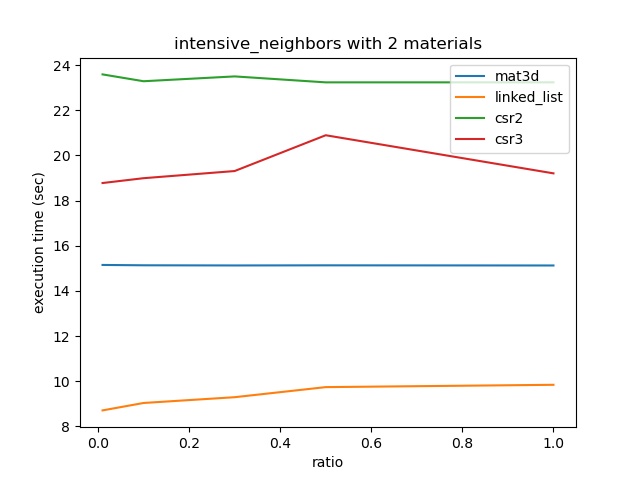 intensive_neighbors with 2 materials
mat3d
linked_list
csr2
csr3
24
22
20
18
16
14
12
10
8
execution time (sec)
0.0 0.2 0.4 0.6 0.8 1.0
ratio